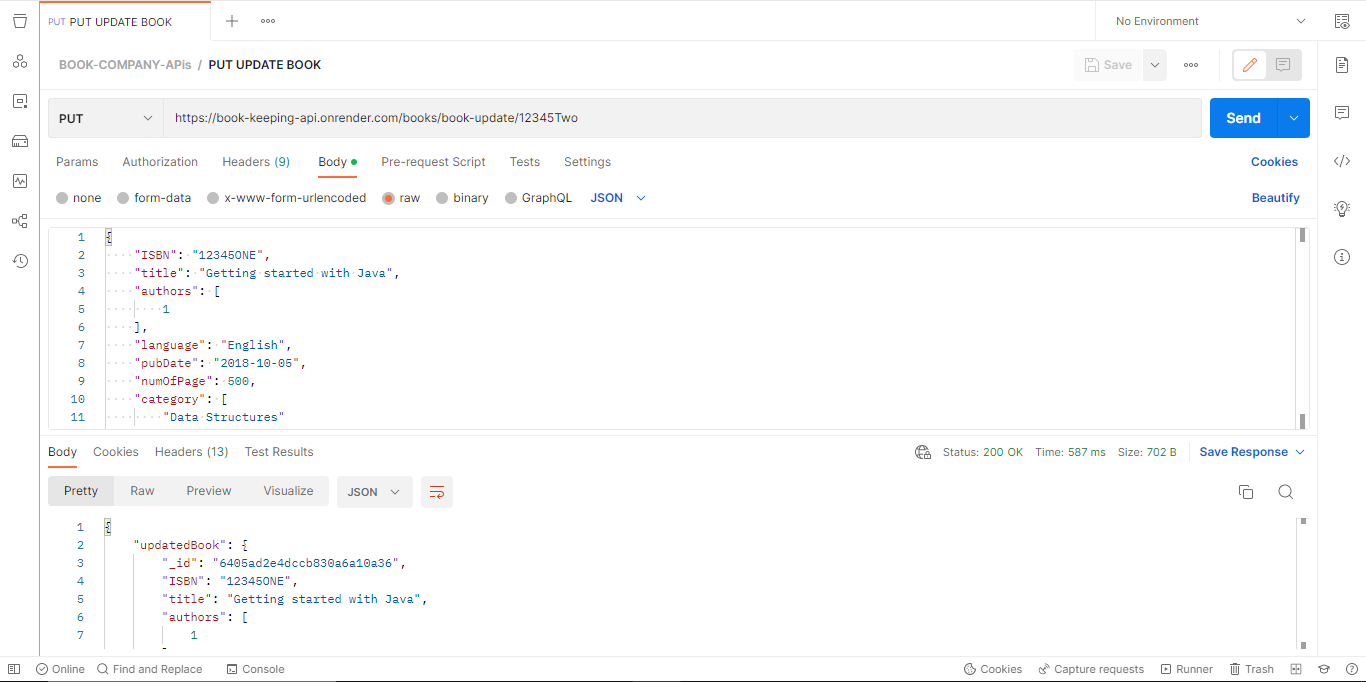 PUT PUT UPDATE BOOK
No Environment
BOOK-COMPANY-APIs / PUT UPDATE BOOK
Save
PUT https://book-keeping-api.onrender.com/books/book-update/12345Two Send
Params Authorization Headers (9) Body Pre-request Script Tests Settings Cookies
none form-data x-www-form-urlencoded raw binary GraphQL JSON Beautify
1 {
2 "ISBN": "12345ONE",
3 "title": "Getting started with Java",
4 "authors": [
5 1
6 ],
7 "language": "English",
8 "pubDate": "2018-10-05",
9 "numOfPage": 500,
10 "category": [
11 "Data Structures"
Body Cookies Headers (13) Test Results Status: 200 OK Time: 587 ms Size: 702 B Save Response
Pretty Raw Preview Visualize JSON
1 {
2 "updatedBook": {
3 "_id": "6405ad2e4dccb830a6a10a36",
4 "ISBN": "12345ONE",
5 "title": "Getting started with Java",
6 "authors": [
7 1
Online Find and Replace Console Cookies Capture requests Runner Trash